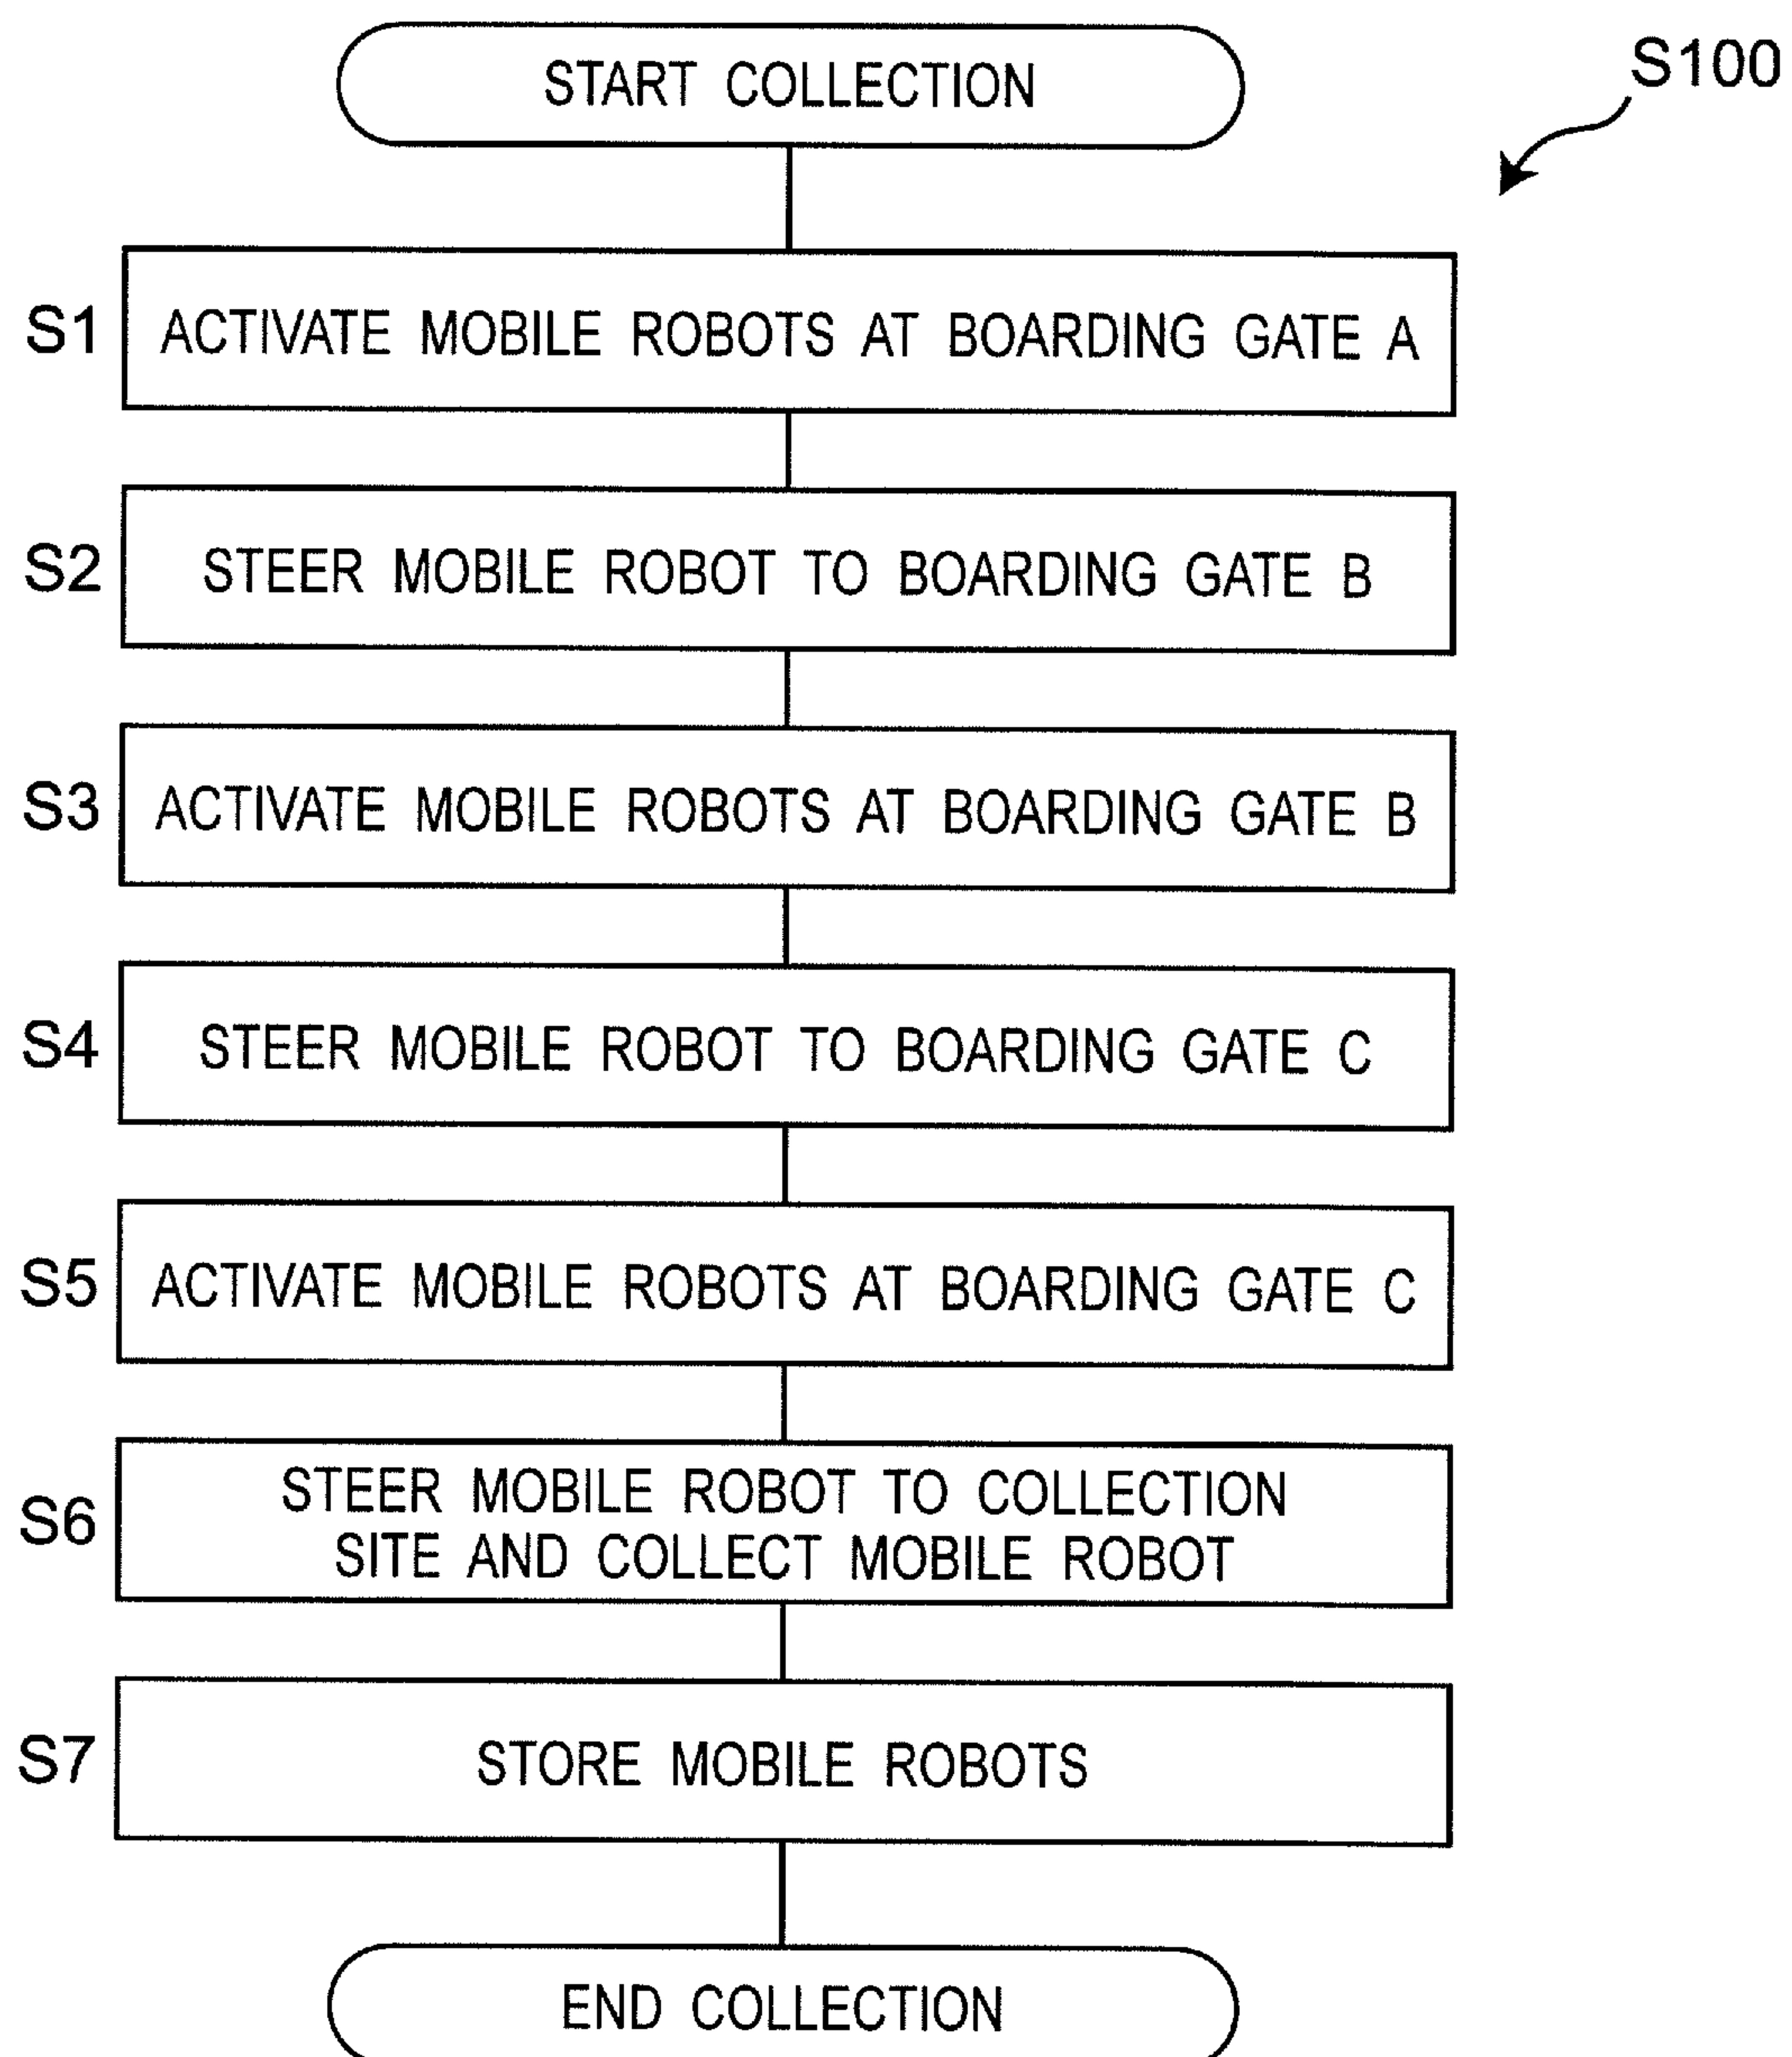 START COLLECTION
S100
S1
ACTIVATE MOBILE ROBOTS AT BOARDING GATE A
S2
STEER MOBILE ROBOT TO BOARDING GATE B
S3
ACTIVATE MOBILE ROBOTS AT BOARDING GATE B
S4
STEER MOBILE ROBOT TO BOARDING GATE C
S5
ACTIVATE MOBILE ROBOTS AT BOARDING GATE C
S6
STEER MOBILE ROBOT TO COLLECTION
SITE AND COLLECT MOBILE ROBOT
S7
STORE MOBILE ROBOTS
END COLLECTION